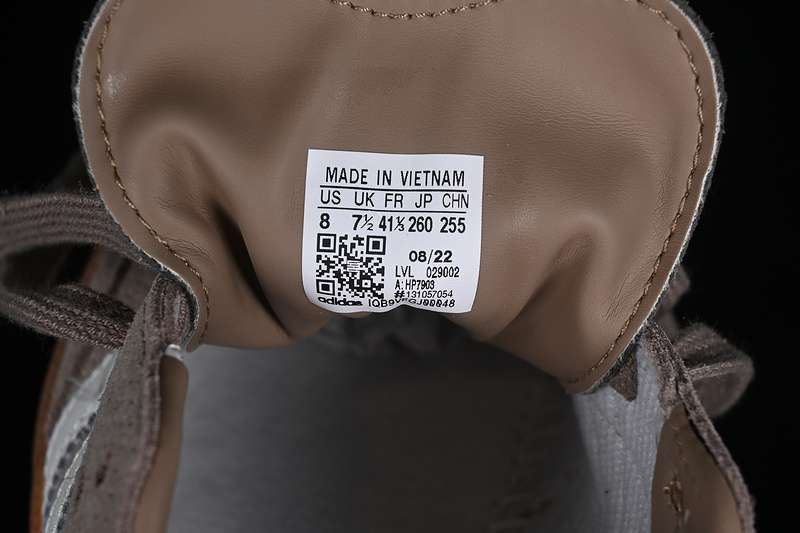 MADE IN VIETNAM
US UK FR JP CHN
8 7½ 41⅓ 260 255
08/22
LVL 029002
A: HP7903
#131057054
adidas